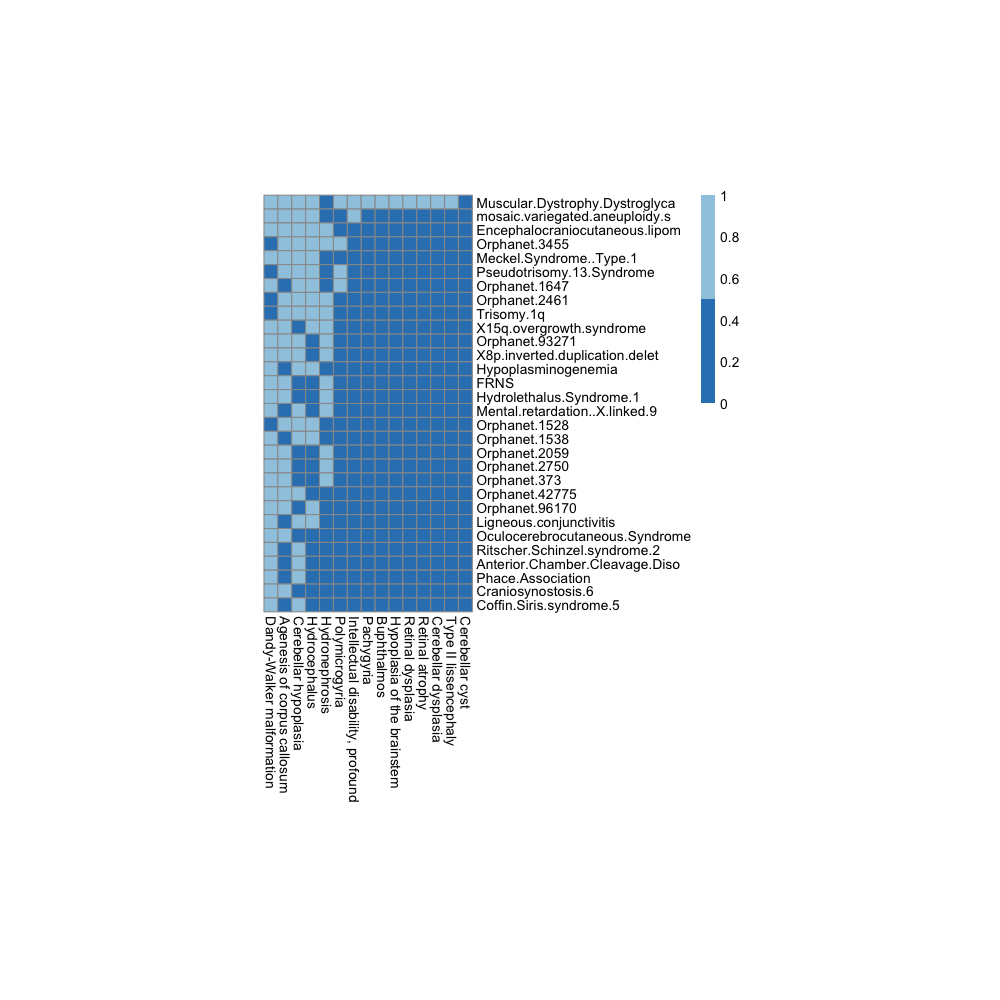 Muscular.Dystrophy.Dystroglyca
mosaic.variegated.aneuploidy.s
Encephalocraniocutaneous.lipom
Orphanet.3455
Meckel.Syndrome..Type.1
Pseudotrisomy.13.Syndrome
Orphanet.1647
Orphanet.2461
Trisomy.1q
X15q.overgrowth.syndrome
Orphanet.93271
X8p.inverted.duplication.delet
Hypoplasminogenemia
FRNS
Hydrolethalus.Syndrome.1
Mental.retardation..X.linked.9
Orphanet.1528
Orphanet.1538
Orphanet.2059
Orphanet.2750
Orphanet.373
Orphanet.42775
Orphanet.96170
Ligneous.conjunctivitis
Oculocerebrocutaneous.Syndrome
Ritscher.Schinzel.syndrome.2
Anterior.Chamber.Cleavage.Diso
Phace.Association
Craniosynostosis.6
Coffin.Siris.syndrome.5
1
0.8
0.6
0.4
0.2
0
Dandy-Walker malformation
Agenesis of corpus callosum
Cerebellar hypoplasia
Hydrocephalus
Hydronephrosis
Polymicrogyria
Intellectual disability, profound
Pachygyria
Buphthalmos
Hypoplasia of the brainstem
Retinal dysplasia
Retinal atrophy
Cerebellar dysplasia
Type II lissencephaly
Cerebellar cyst